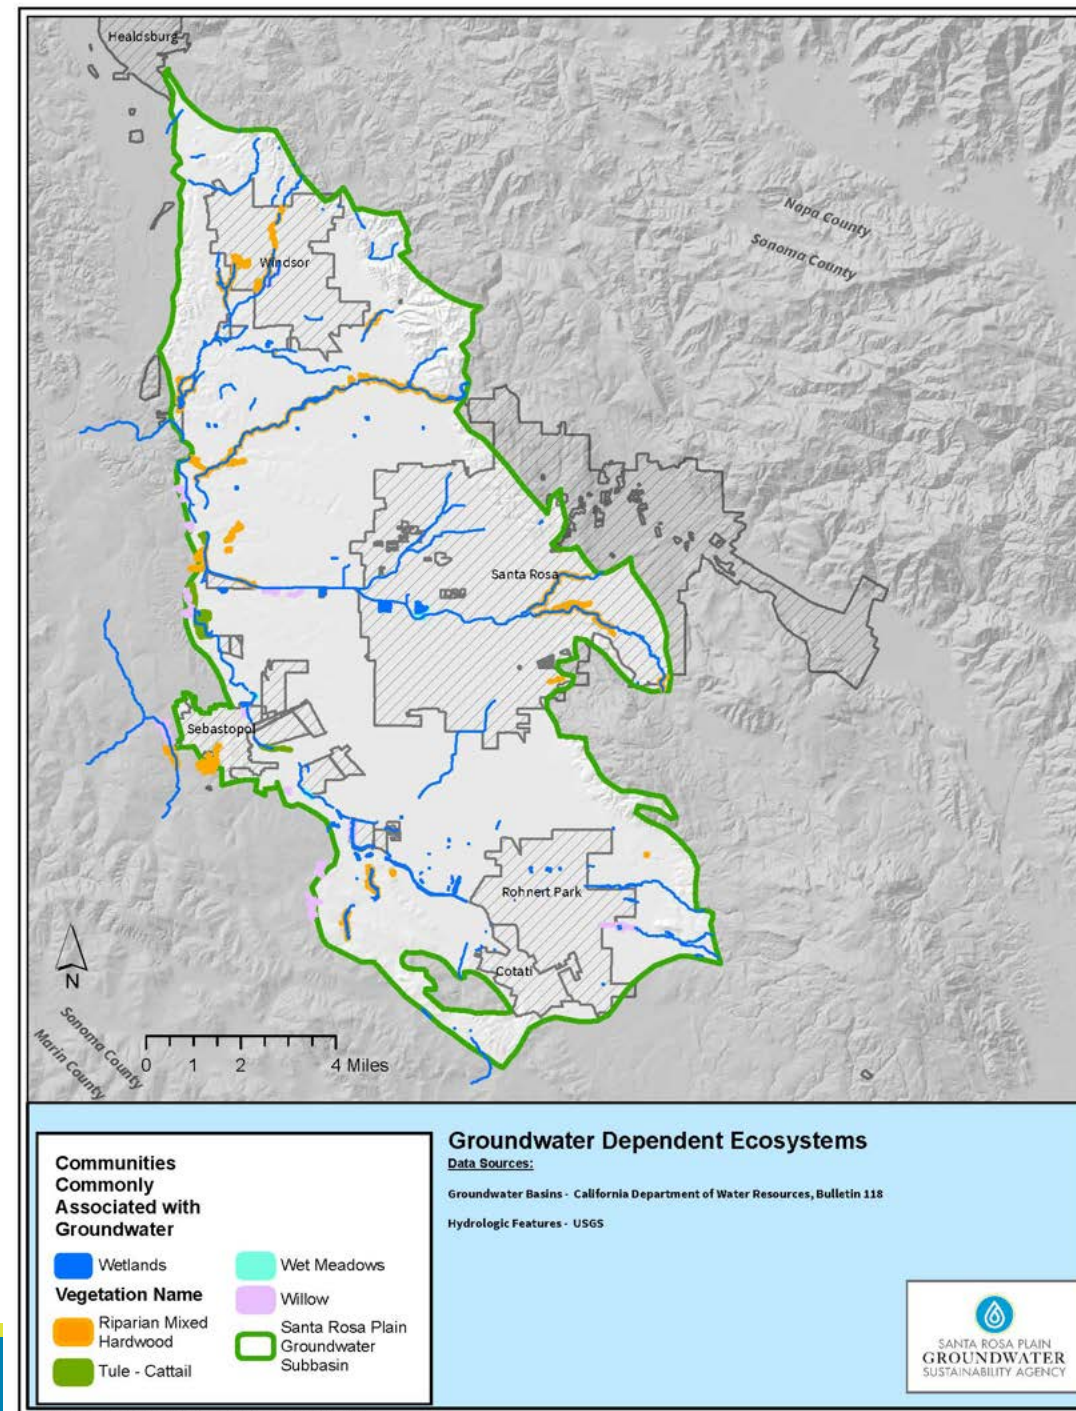 Healdsburg
Napa County
Sonoma County
Windsor
Santa Rosa
Sebastopol
Rohnert Park
Cotati
N
Sonoma County
Marin County
0 1 2 4 Miles
Communities
Commonly
Associated with
Groundwater
Wetlands
Vegetation Name
Riparian Mixed
Hardwood
Tule - Cattail
Wet Meadows
Willow
Santa Rosa Plain
Groundwater
Subbasin
Groundwater Dependent Ecosystems
Data Sources:
Groundwater Basins - California Department of Water Resources, Bulletin 118
Hydrologic Features - USGS
SANTA ROSA PLAIN
GROUNDWATER
SUSTAINABILITY AGENCY